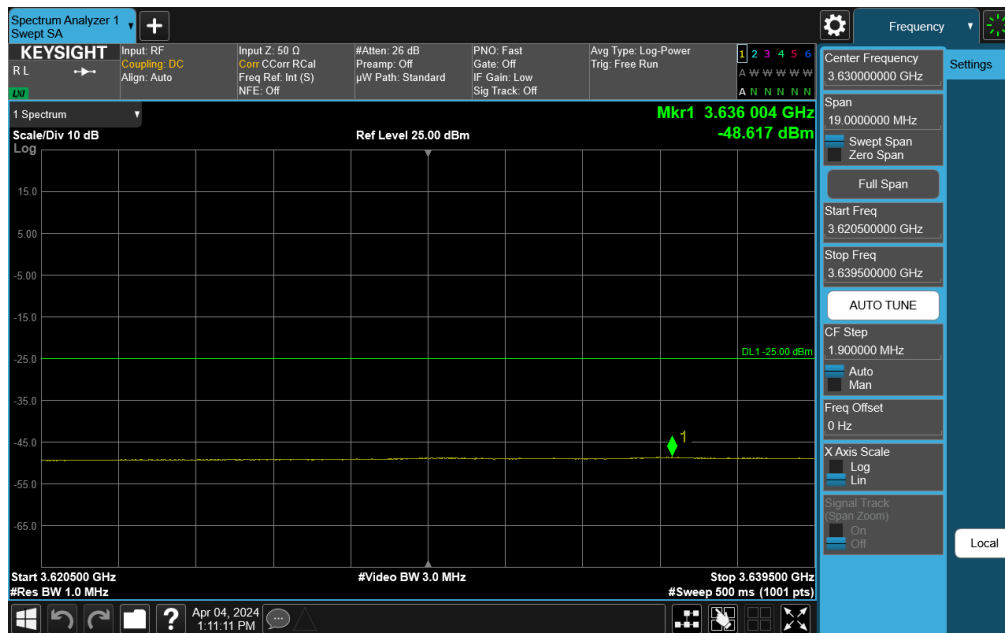 Spectrum Analyzer 1
Swept SA
Frequency
KEYSIGHT
R L
LXI
Input: RF
Coupling: DC
Align: Auto
Input Z: 50 Ω
Corr CCorr RCal
Freq Ref: Int (S)
NFE: Off
#Atten: 26 dB
Preamp: Off
µW Path: Standard
PNO: Fast
Gate: Off
IF Gain: Low
Sig Track: Off
Avg Type: Log-Power
Trig: Free Run
1 2 3 4 5 6
A W W W W W
A N N N N N
1 Spectrum
Mkr1 3.636 004 GHz
Scale/Div 10 dB
Ref Level 25.00 dBm
-48.617 dBm
Log
15.0
5.00
-5.00
-15.0
-25.0
DL1 -25.00 dBm
-35.0
-45.0
1
-55.0
-65.0
Start 3.620500 GHz
#Video BW 3.0 MHz
Stop 3.639500 GHz
#Res BW 1.0 MHz
#Sweep 500 ms (1001 pts)
?
Apr 04, 2024
1:11:11 PM
Center Frequency
3.630000000 GHz
Settings
Span
19.0000000 MHz
Swept Span
Zero Span
Full Span
Start Freq
3.620500000 GHz
Stop Freq
3.639500000 GHz
AUTO TUNE
CF Step
1.900000 MHz
Auto
Man
Freq Offset
0 Hz
X Axis Scale
Log
Lin
Signal Track
(Span Zoom)
On
Off
Local